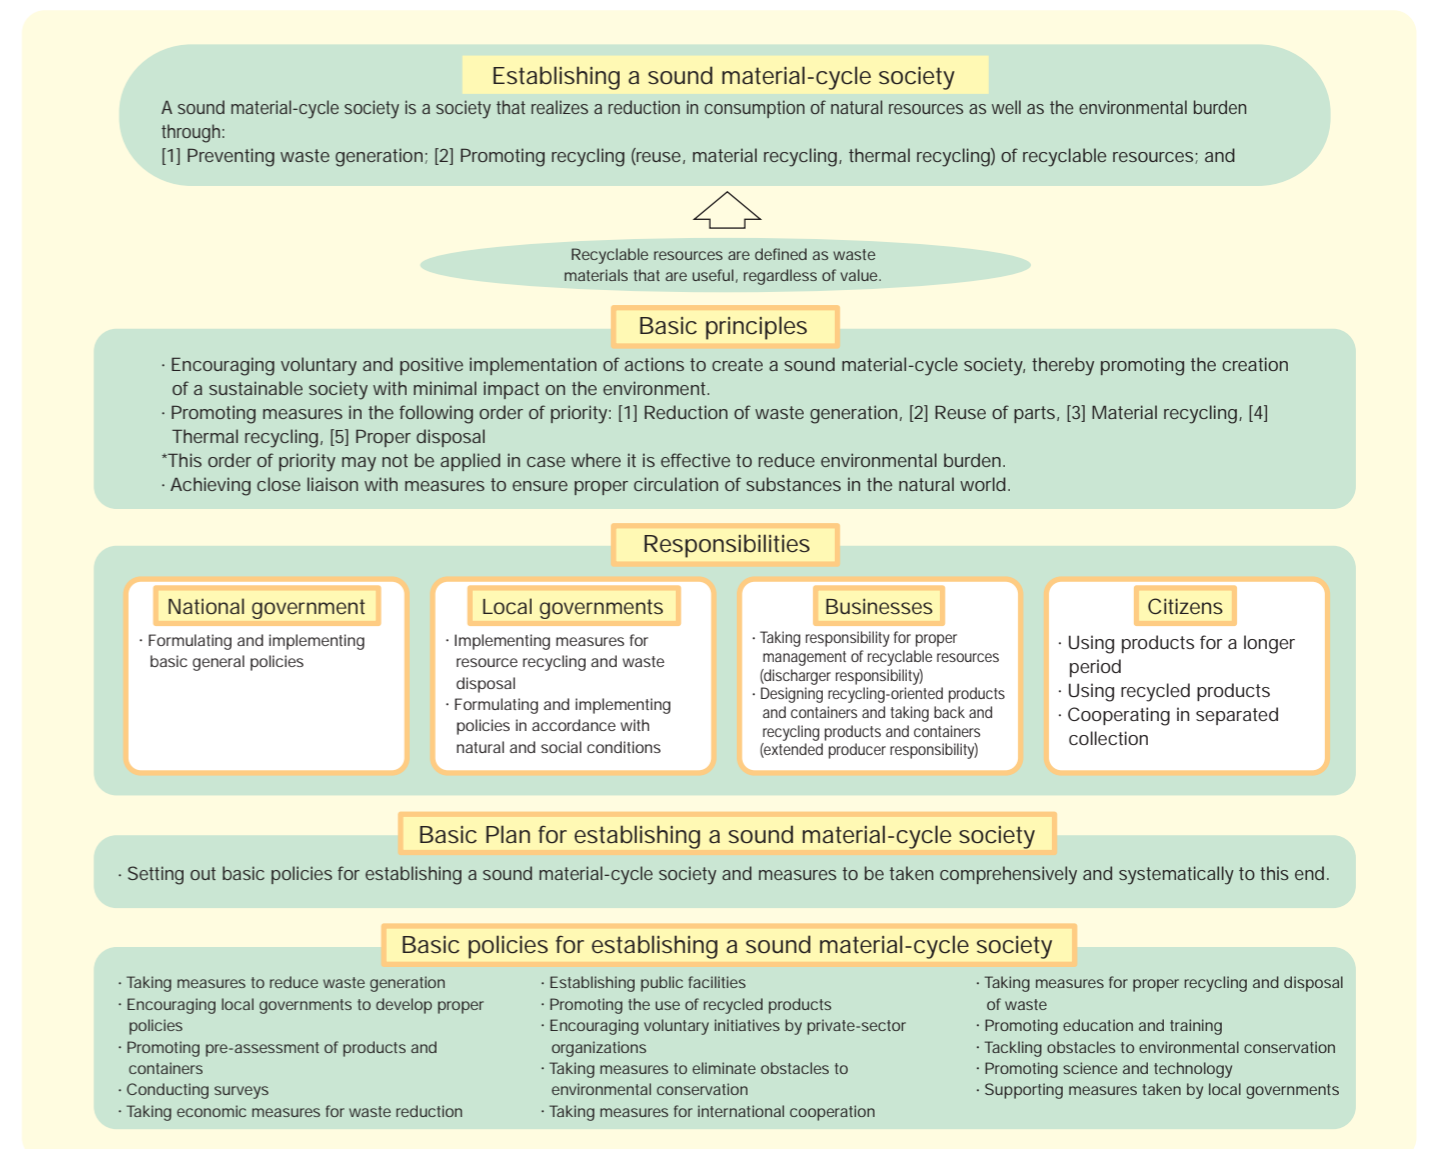 Establishing a sound material-cycle society
A sound material-cycle society is a society that realizes a reduction in consumption of natural resources as well as the environmental burden
through:
[1] Preventing waste generation; [2] Promoting recycling (reuse, material recycling, thermal recycling) of recyclable resources; and
Recyclable resources are defined as waste
materials that are useful, regardless of value.
Basic principles
· Encouraging voluntary and positive implementation of actions to create a sound material-cycle society, thereby promoting the creation
of a sustainable society with minimal impact on the environment.
· Promoting measures in the following order of priority: [1] Reduction of waste generation, [2] Reuse of parts, [3] Material recycling, [4]
Thermal recycling, [5] Proper disposal
*This order of priority may not be applied in case where it is effective to reduce environmental burden.
· Achieving close liaison with measures to ensure proper circulation of substances in the natural world.
Responsibilities
National government
· Formulating and implementing
basic general policies
Local governments
· Implementing measures for
resource recycling and waste
disposal
· Formulating and implementing
policies in accordance with
natural and social conditions
Businesses
· Taking responsibility for proper
management of recyclable resources
(discharger responsibility)
· Designing recycling-oriented products
and containers and taking back and
recycling products and containers
(extended producer responsibility)
Citizens
· Using products for a longer
period
· Using recycled products
· Cooperating in separated
collection
Basic Plan for establishing a sound material-cycle society
· Setting out basic policies for establishing a sound material-cycle society and measures to be taken comprehensively and systematically to this end.
Basic policies for establishing a sound material-cycle society
· Taking measures to reduce waste generation
· Encouraging local governments to develop proper
policies
· Promoting pre-assessment of products and
containers
· Conducting surveys
· Taking economic measures for waste reduction
· Establishing public facilities
· Promoting the use of recycled products
· Encouraging voluntary initiatives by private-sector
organizations
· Taking measures to eliminate obstacles to
environmental conservation
· Taking measures for international cooperation
· Taking measures for proper recycling and disposal
of waste
· Promoting education and training
· Tackling obstacles to environmental conservation
· Promoting science and technology
· Supporting measures taken by local governments